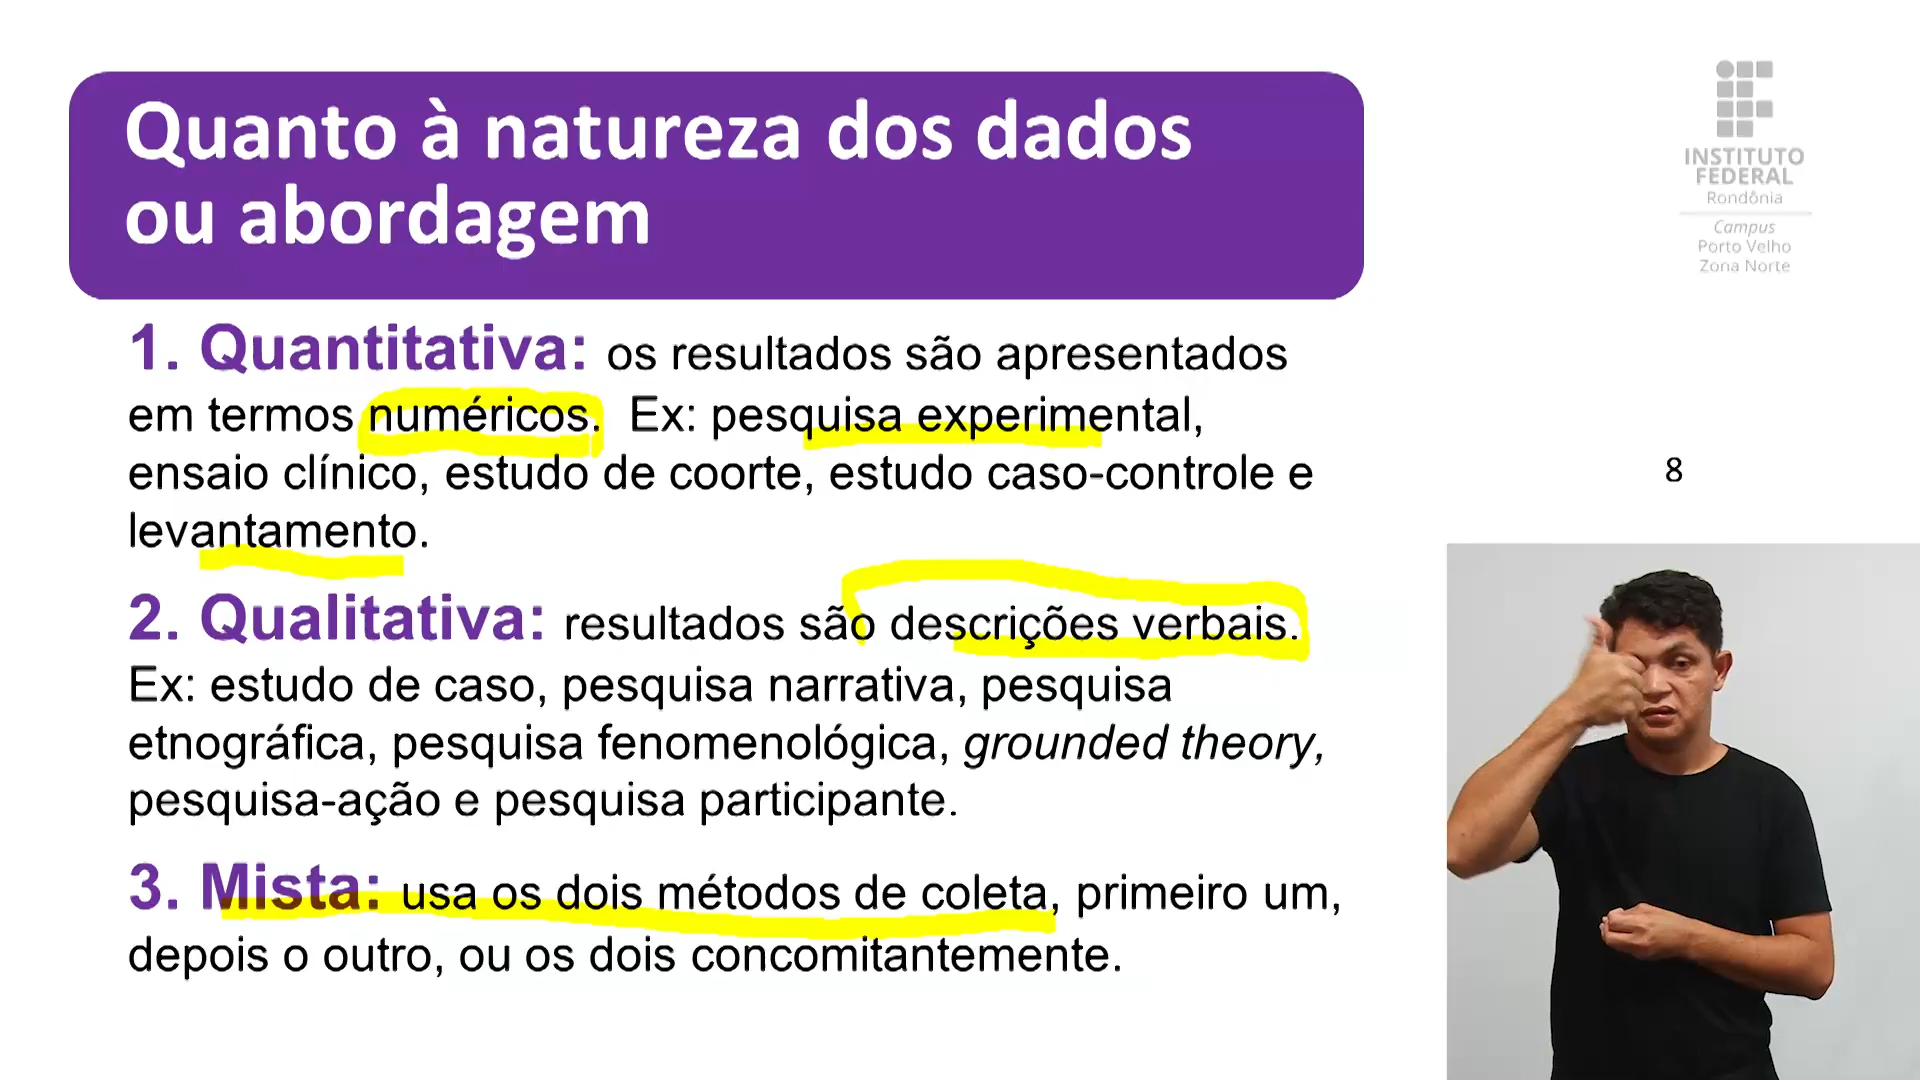 Quanto à natureza dos dados
ou abordagem
INSTITUTO
FEDERAL
Rondônia
Campus
Porto Velho
Zona Norte
1. Quantitativa: os resultados são apresentados
em termos numéricos. Ex: pesquisa experimental,
ensaio clínico, estudo de coorte, estudo caso-controle e
levantamento.
8
2. Qualitativa: resultados são descrições verbais.
Ex: estudo de caso, pesquisa narrativa, pesquisa
etnográfica, pesquisa fenomenológica, grounded theory,
pesquisa-ação e pesquisa participante.
3. Mista: usa os dois métodos de coleta, primeiro um,
depois o outro, ou os dois concomitantemente.